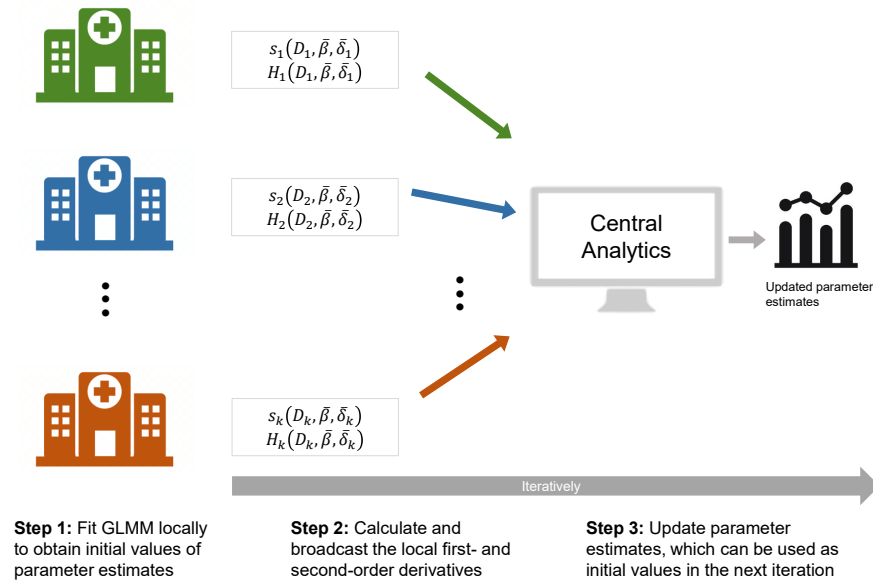 s₁(D₁, β̄, δ̄₁)
H₁(D₁, β̄, δ̄₁)
s₂(D₂, β̄, δ̄₂)
H₂(D₂, β̄, δ̄₂)
Central
Analytics
Updated parameter
estimates
sₖ(Dₖ, β̄, δ̄ₖ)
Hₖ(Dₖ, β̄, δ̄ₖ)
Iteratively
Step 1: Fit GLMM locally
to obtain initial values of
parameter estimates
Step 2: Calculate and
broadcast the local first- and
second-order derivatives
Step 3: Update parameter
estimates, which can be used as
initial values in the next iteration